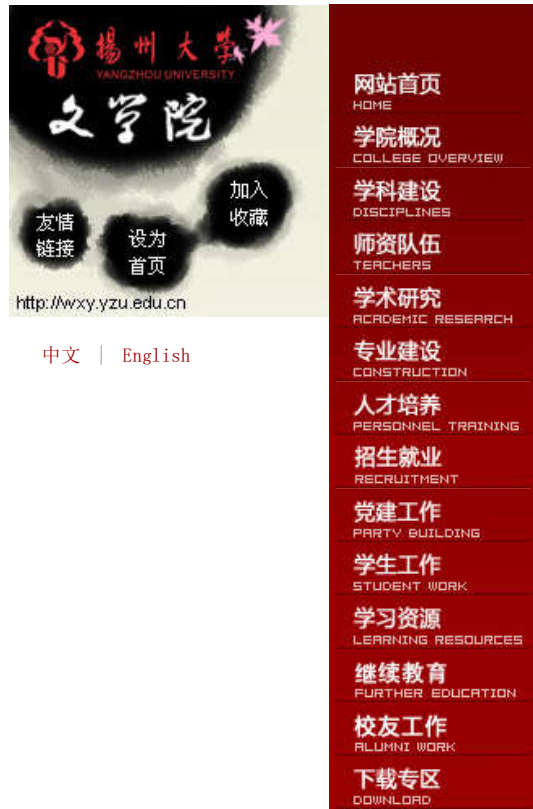 揚州大學
YANGZHOU UNIVERSITY
文学院
加入
收藏
友情
链接
设为
首页
http://wxy.yzu.edu.cn
中文 | English
网站首页
HOME
学院概况
COLLEGE OVERVIEW
学科建设
DISCIPLINES
师资队伍
TEACHERS
学术研究
ACADEMIC RESEARCH
专业建设
CONSTRUCTION
人才培养
PERSONNEL TRAINING
招生就业
RECRUITMENT
党建工作
PARTY BUILDING
学生工作
STUDENT WORK
学习资源
LEARNING RESOURCES
继续教育
FURTHER EDUCATION
校友工作
ALUMNI WORK
下载专区
DOWNLOAD